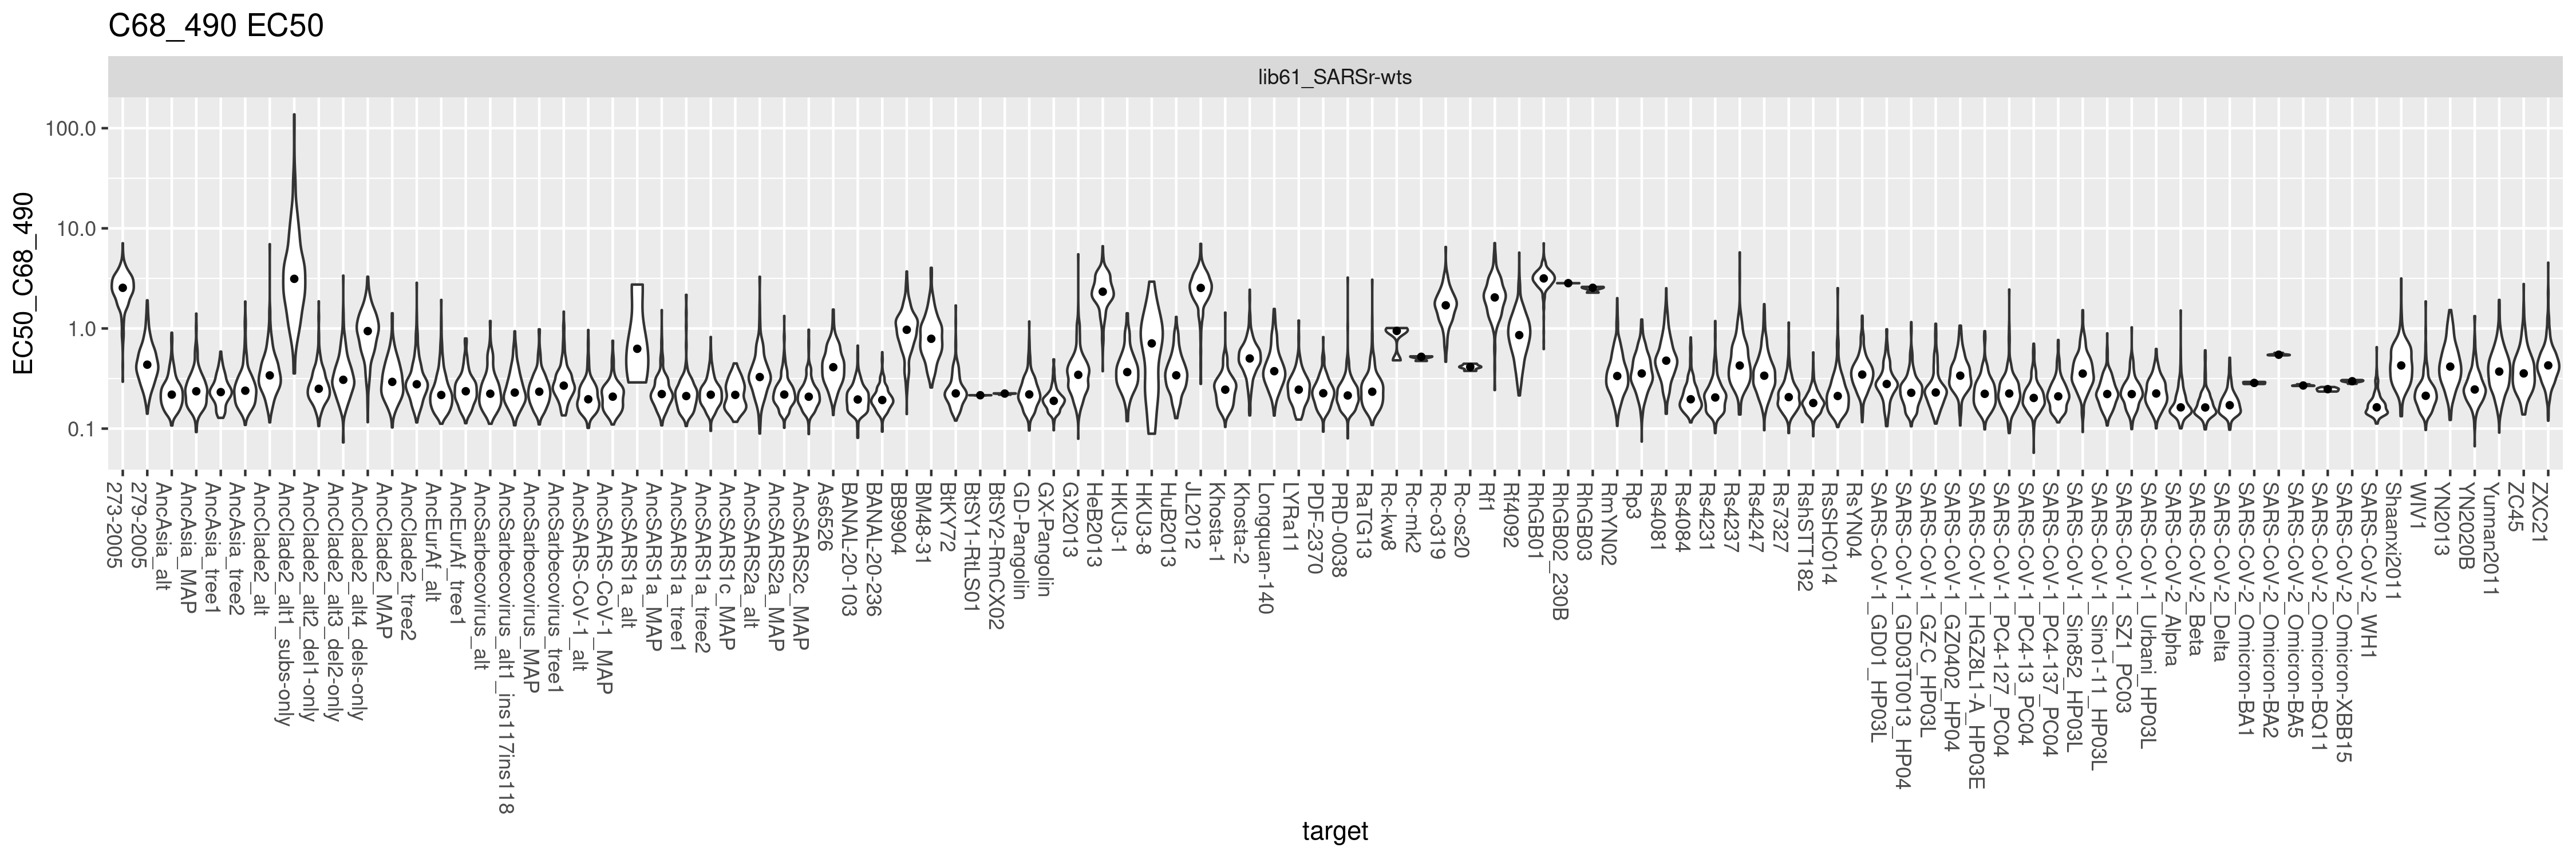 C68_490 EC50
lib61_SARSr-wts
EC50_C68_490
100.0
10.0
1.0
0.1
273-2005
279-2005
AncAsia_alt
AncAsia_MAP
AncAsia_tree1
AncAsia_tree2
AncClade2_alt
AncClade2_alt1_subs-only
AncClade2_alt2_del1-only
AncClade2_alt3_del2-only
AncClade2_alt4_dels-only
AncClade2_MAP
AncClade2_tree2
AncEurAf_alt
AncEurAf_tree1
AncSarbecovirus_alt
AncSarbecovirus_alt1_ins117ins118
AncSarbecovirus_MAP
AncSarbecovirus_tree1
AncSARS-CoV-1_alt
AncSARS-CoV-1_MAP
AncSARS1a_alt
AncSARS1a_MAP
AncSARS1a_tree1
AncSARS1a_tree2
AncSARS1c_MAP
AncSARS2a_alt
AncSARS2a_MAP
AncSARS2c_MAP
As6526
BANAL-20-103
BANAL-20-236
BB9904
BM48-31
BtKY72
BtSY1-RtLS01
BtSY2-RmCX02
GD-Pangolin
GX-Pangolin
GX2013
HeB2013
HKU3-1
HKU3-8
HuB2013
JL2012
Khosta-1
Khosta-2
Longquan-140
LYRa11
PDF-2370
PRD-0038
RaTG13
Rc-kw8
Rc-mk2
Rc-o319
Rc-os20
Rf1
Rf4092
RhGB01
RhGB02_230B
RhGB03
RmYN02
Rp3
Rs4081
Rs4084
Rs4231
Rs4237
Rs4247
Rs7327
RshSTT182
RsSHC014
RsYN04
SARS-CoV-1_GD01_HP03L
SARS-CoV-1_GD03T0013_HP04
SARS-CoV-1_GZ-C_HP03L
SARS-CoV-1_GZ0402_HP04
SARS-CoV-1_HGZ8L1-A_HP03E
SARS-CoV-1_PC4-127_PC04
SARS-CoV-1_PC4-13_PC04
SARS-CoV-1_PC4-137_PC04
SARS-CoV-1_Sin852_HP03L
SARS-CoV-1_Sino1-11_HP03L
SARS-CoV-1_SZ1_PC03
SARS-CoV-1_Urbani_HP03L
SARS-CoV-2_Alpha
SARS-CoV-2_Beta
SARS-CoV-2_Delta
SARS-CoV-2_Omicron-BA1
SARS-CoV-2_Omicron-BA2
SARS-CoV-2_Omicron-BA5
SARS-CoV-2_Omicron-BQ11
SARS-CoV-2_Omicron-XBB15
SARS-CoV-2_WH1
Shaanxi2011
WIV1
YN2013
YN2020B
Yunnan2011
ZC45
ZXC21
target